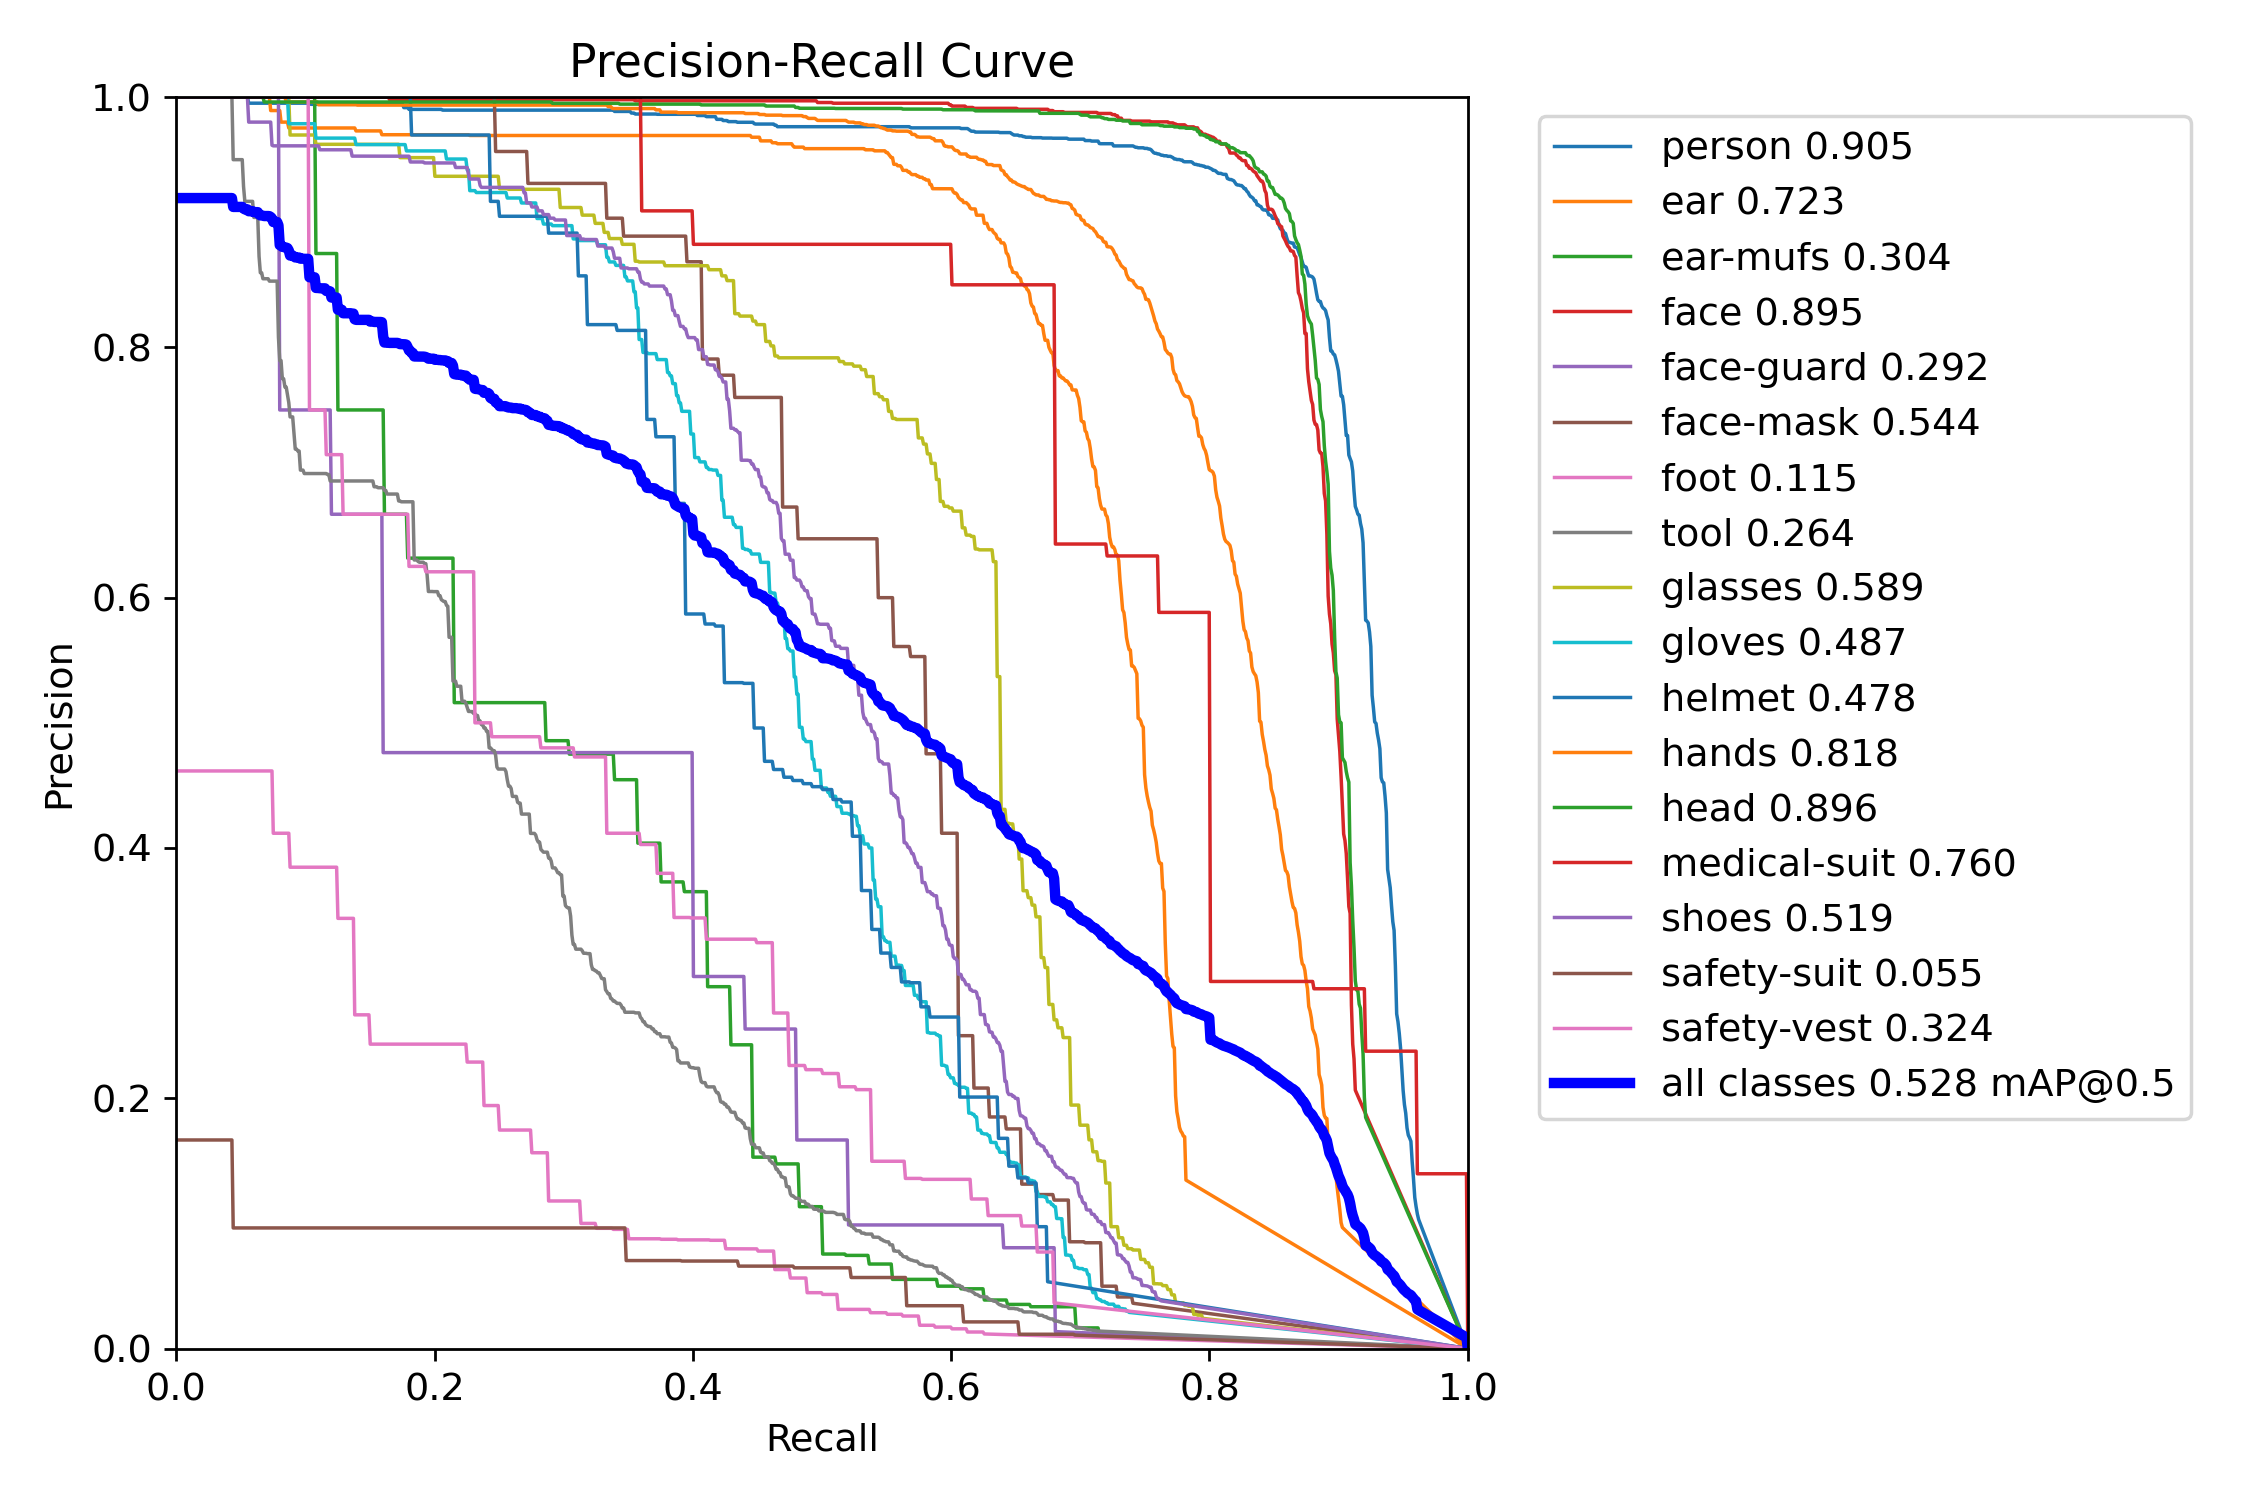 Precision-Recall Curve
1.0
0.8
0.6
0.4
0.2
0.0
Precision
0.0 0.2 0.4 0.6 0.8 1.0
Recall
person 0.905
ear 0.723
ear-mufs 0.304
face 0.895
face-guard 0.292
face-mask 0.544
foot 0.115
tool 0.264
glasses 0.589
gloves 0.487
helmet 0.478
hands 0.818
head 0.896
medical-suit 0.760
shoes 0.519
safety-suit 0.055
safety-vest 0.324
all classes 0.528 mAP@0.5